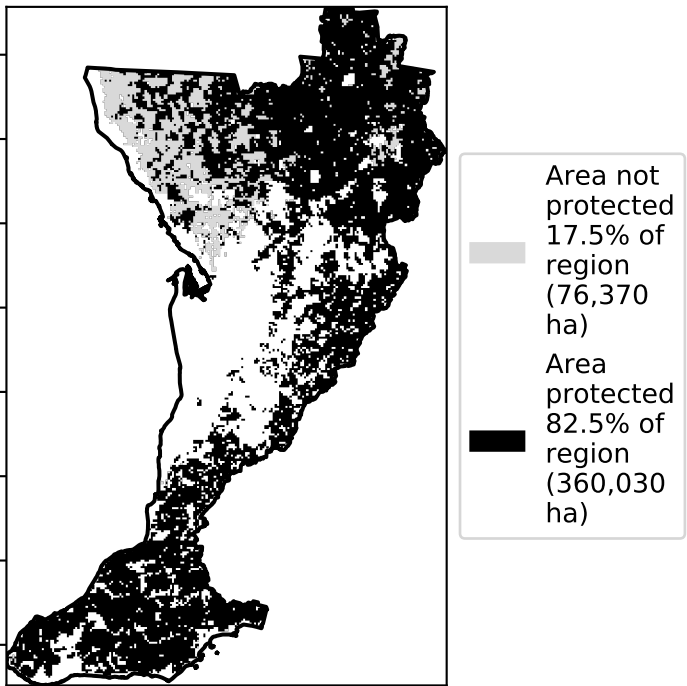 Area not
protected
17.5% of
region
(76,370
ha)
Area
protected
82.5% of
region
(360,030
ha)